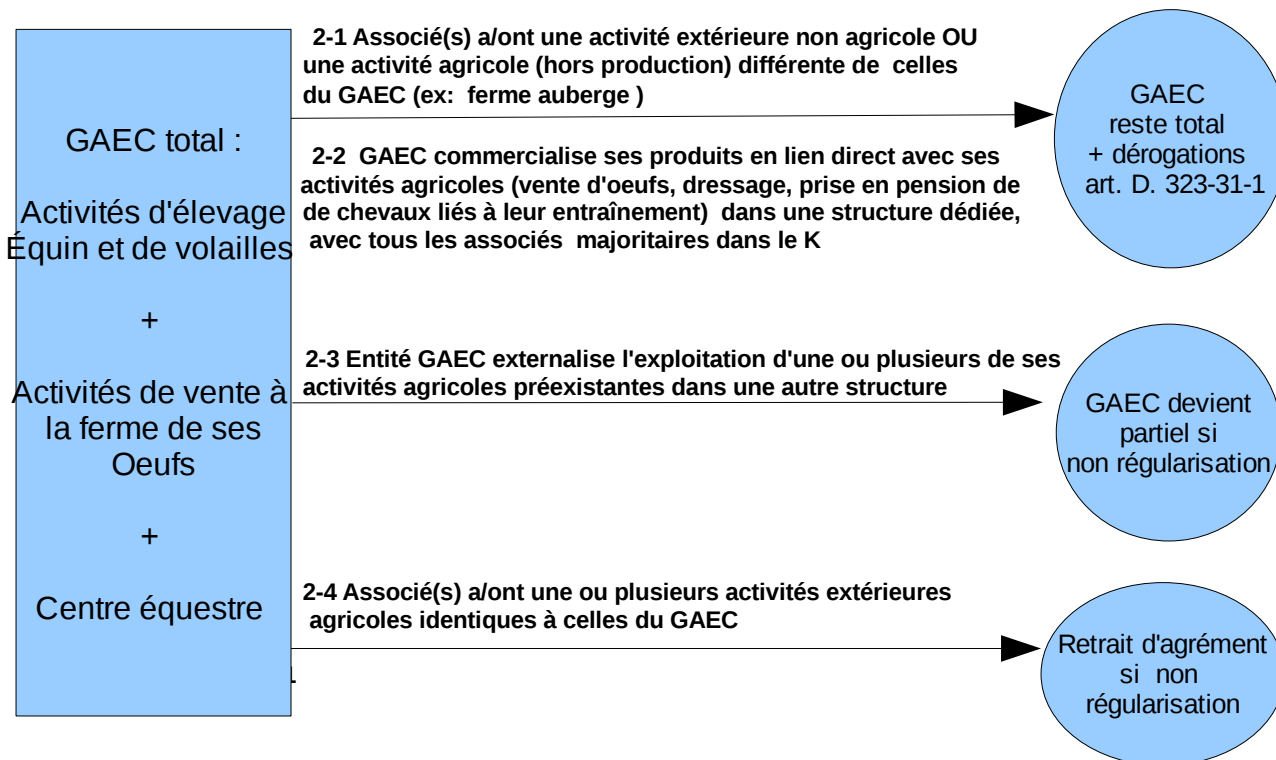 GAEC total :
Activités d'élevage
Équin et de volailles
+
Activités de vente à
la ferme de ses
Oeufs
+
Centre équestre
2-1 Associé(s) a/ont une activité extérieure non agricole OU
une activité agricole (hors production) différente de celles
du GAEC (ex: ferme auberge )
2-2 GAEC commercialise ses produits en lien direct avec ses
activités agricoles (vente d'oeufs, dressage, prise en pension de
de chevaux liés à leur entraînement) dans une structure dédiée,
avec tous les associés majoritaires dans le K
GAEC
reste total
+ dérogations
art. D. 323-31-1
2-3 Entité GAEC externalise l'exploitation d'une ou plusieurs de ses
activités agricoles préexistantes dans une autre structure
GAEC devient
partiel si
non régularisation
2-4 Associé(s) a/ont une ou plusieurs activités extérieures
agricoles identiques à celles du GAEC
Retrait d'agrément
si non
régularisation